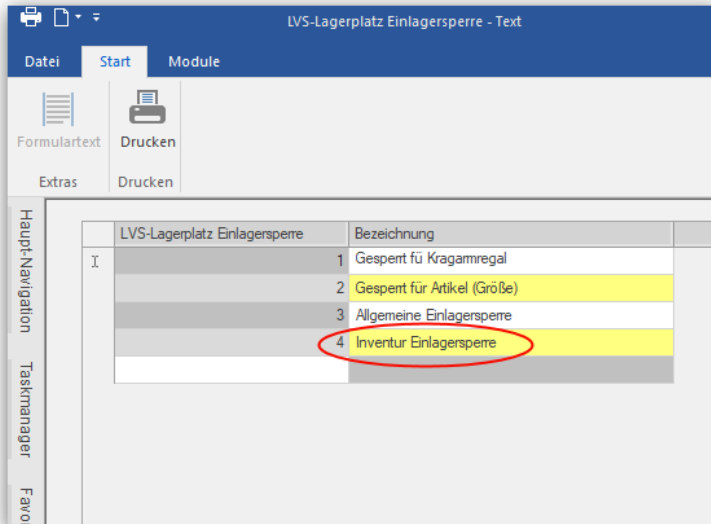 LVS-Lagerplatz Einlagersperre - Text
Datei Start Module
Formulartext Drucken
Extras Drucken
Haupt-Navigation
Taskmanager
LVS-Lagerplatz Einlagersperre Bezeichnung
1 Gesperrt fü Kragarmregal
2 Gesperrt für Artikel (Größe)
3 Allgemeine Einlagersperre
4 Inventur Einlagersperre